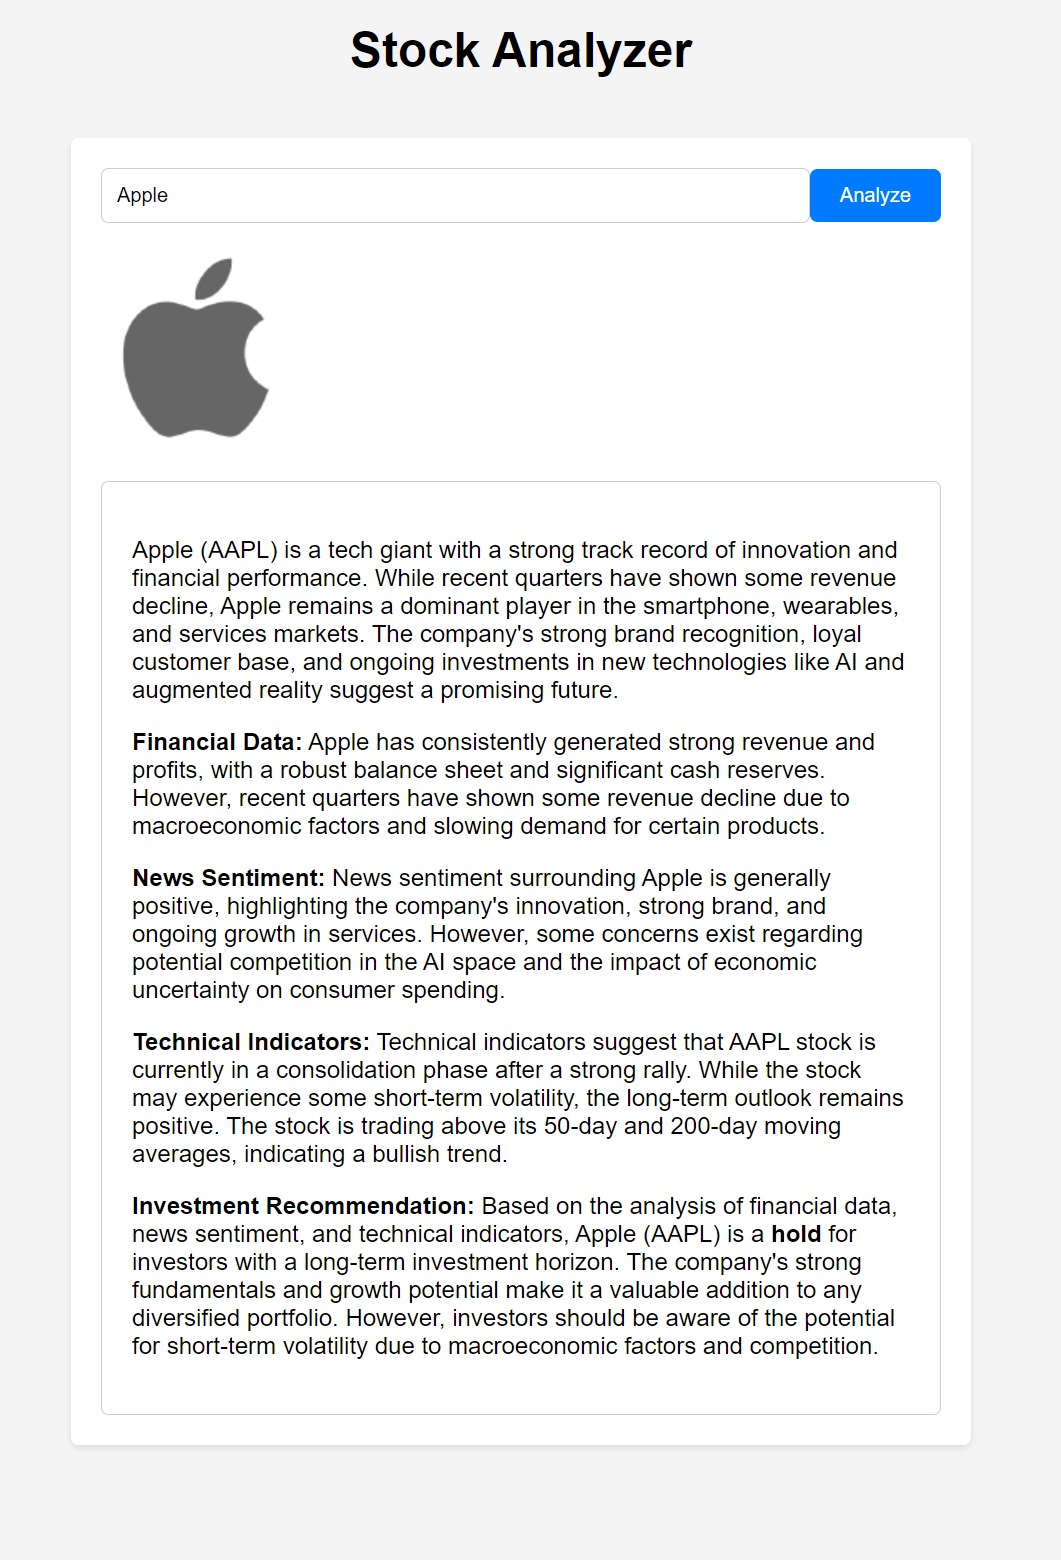 Stock Analyzer
Apple
Analyze
Apple (AAPL) is a tech giant with a strong track record of innovation and
financial performance. While recent quarters have shown some revenue
decline, Apple remains a dominant player in the smartphone, wearables,
and services markets. The company's strong brand recognition, loyal
customer base, and ongoing investments in new technologies like AI and
augmented reality suggest a promising future.
Financial Data: Apple has consistently generated strong revenue and
profits, with a robust balance sheet and significant cash reserves.
However, recent quarters have shown some revenue decline due to
macroeconomic factors and slowing demand for certain products.
News Sentiment: News sentiment surrounding Apple is generally
positive, highlighting the company's innovation, strong brand, and
ongoing growth in services. However, some concerns exist regarding
potential competition in the AI space and the impact of economic
uncertainty on consumer spending.
Technical Indicators: Technical indicators suggest that AAPL stock is
currently in a consolidation phase after a strong rally. While the stock
may experience some short-term volatility, the long-term outlook remains
positive. The stock is trading above its 50-day and 200-day moving
averages, indicating a bullish trend.
Investment Recommendation: Based on the analysis of financial data,
news sentiment, and technical indicators, Apple (AAPL) is a hold for
investors with a long-term investment horizon. The company's strong
fundamentals and growth potential make it a valuable addition to any
diversified portfolio. However, investors should be aware of the potential
for short-term volatility due to macroeconomic factors and competition.